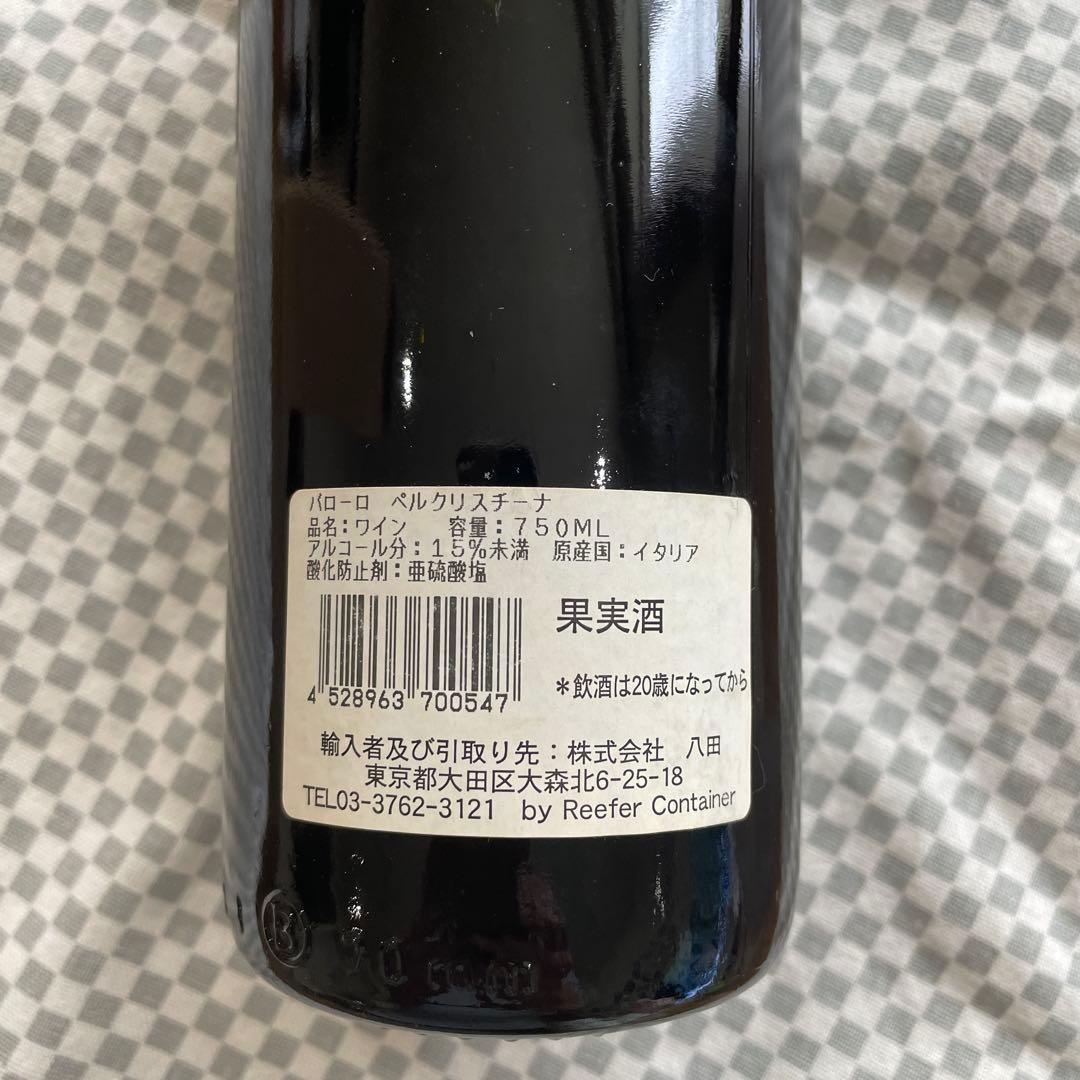 バローロ ペルクリスチーナ
品名:ワイン 容量:750ML
アルコール分:15%未満 原産国:イタリア
酸化防止剤:亜硫酸塩
果実酒
4 528963 700547
*飲酒は20歳になってから
輸入者及び引取り先:株式会社 八田
東京都大田区大森北6-25-18
TEL03-3762-3121 by Reefer Container
B